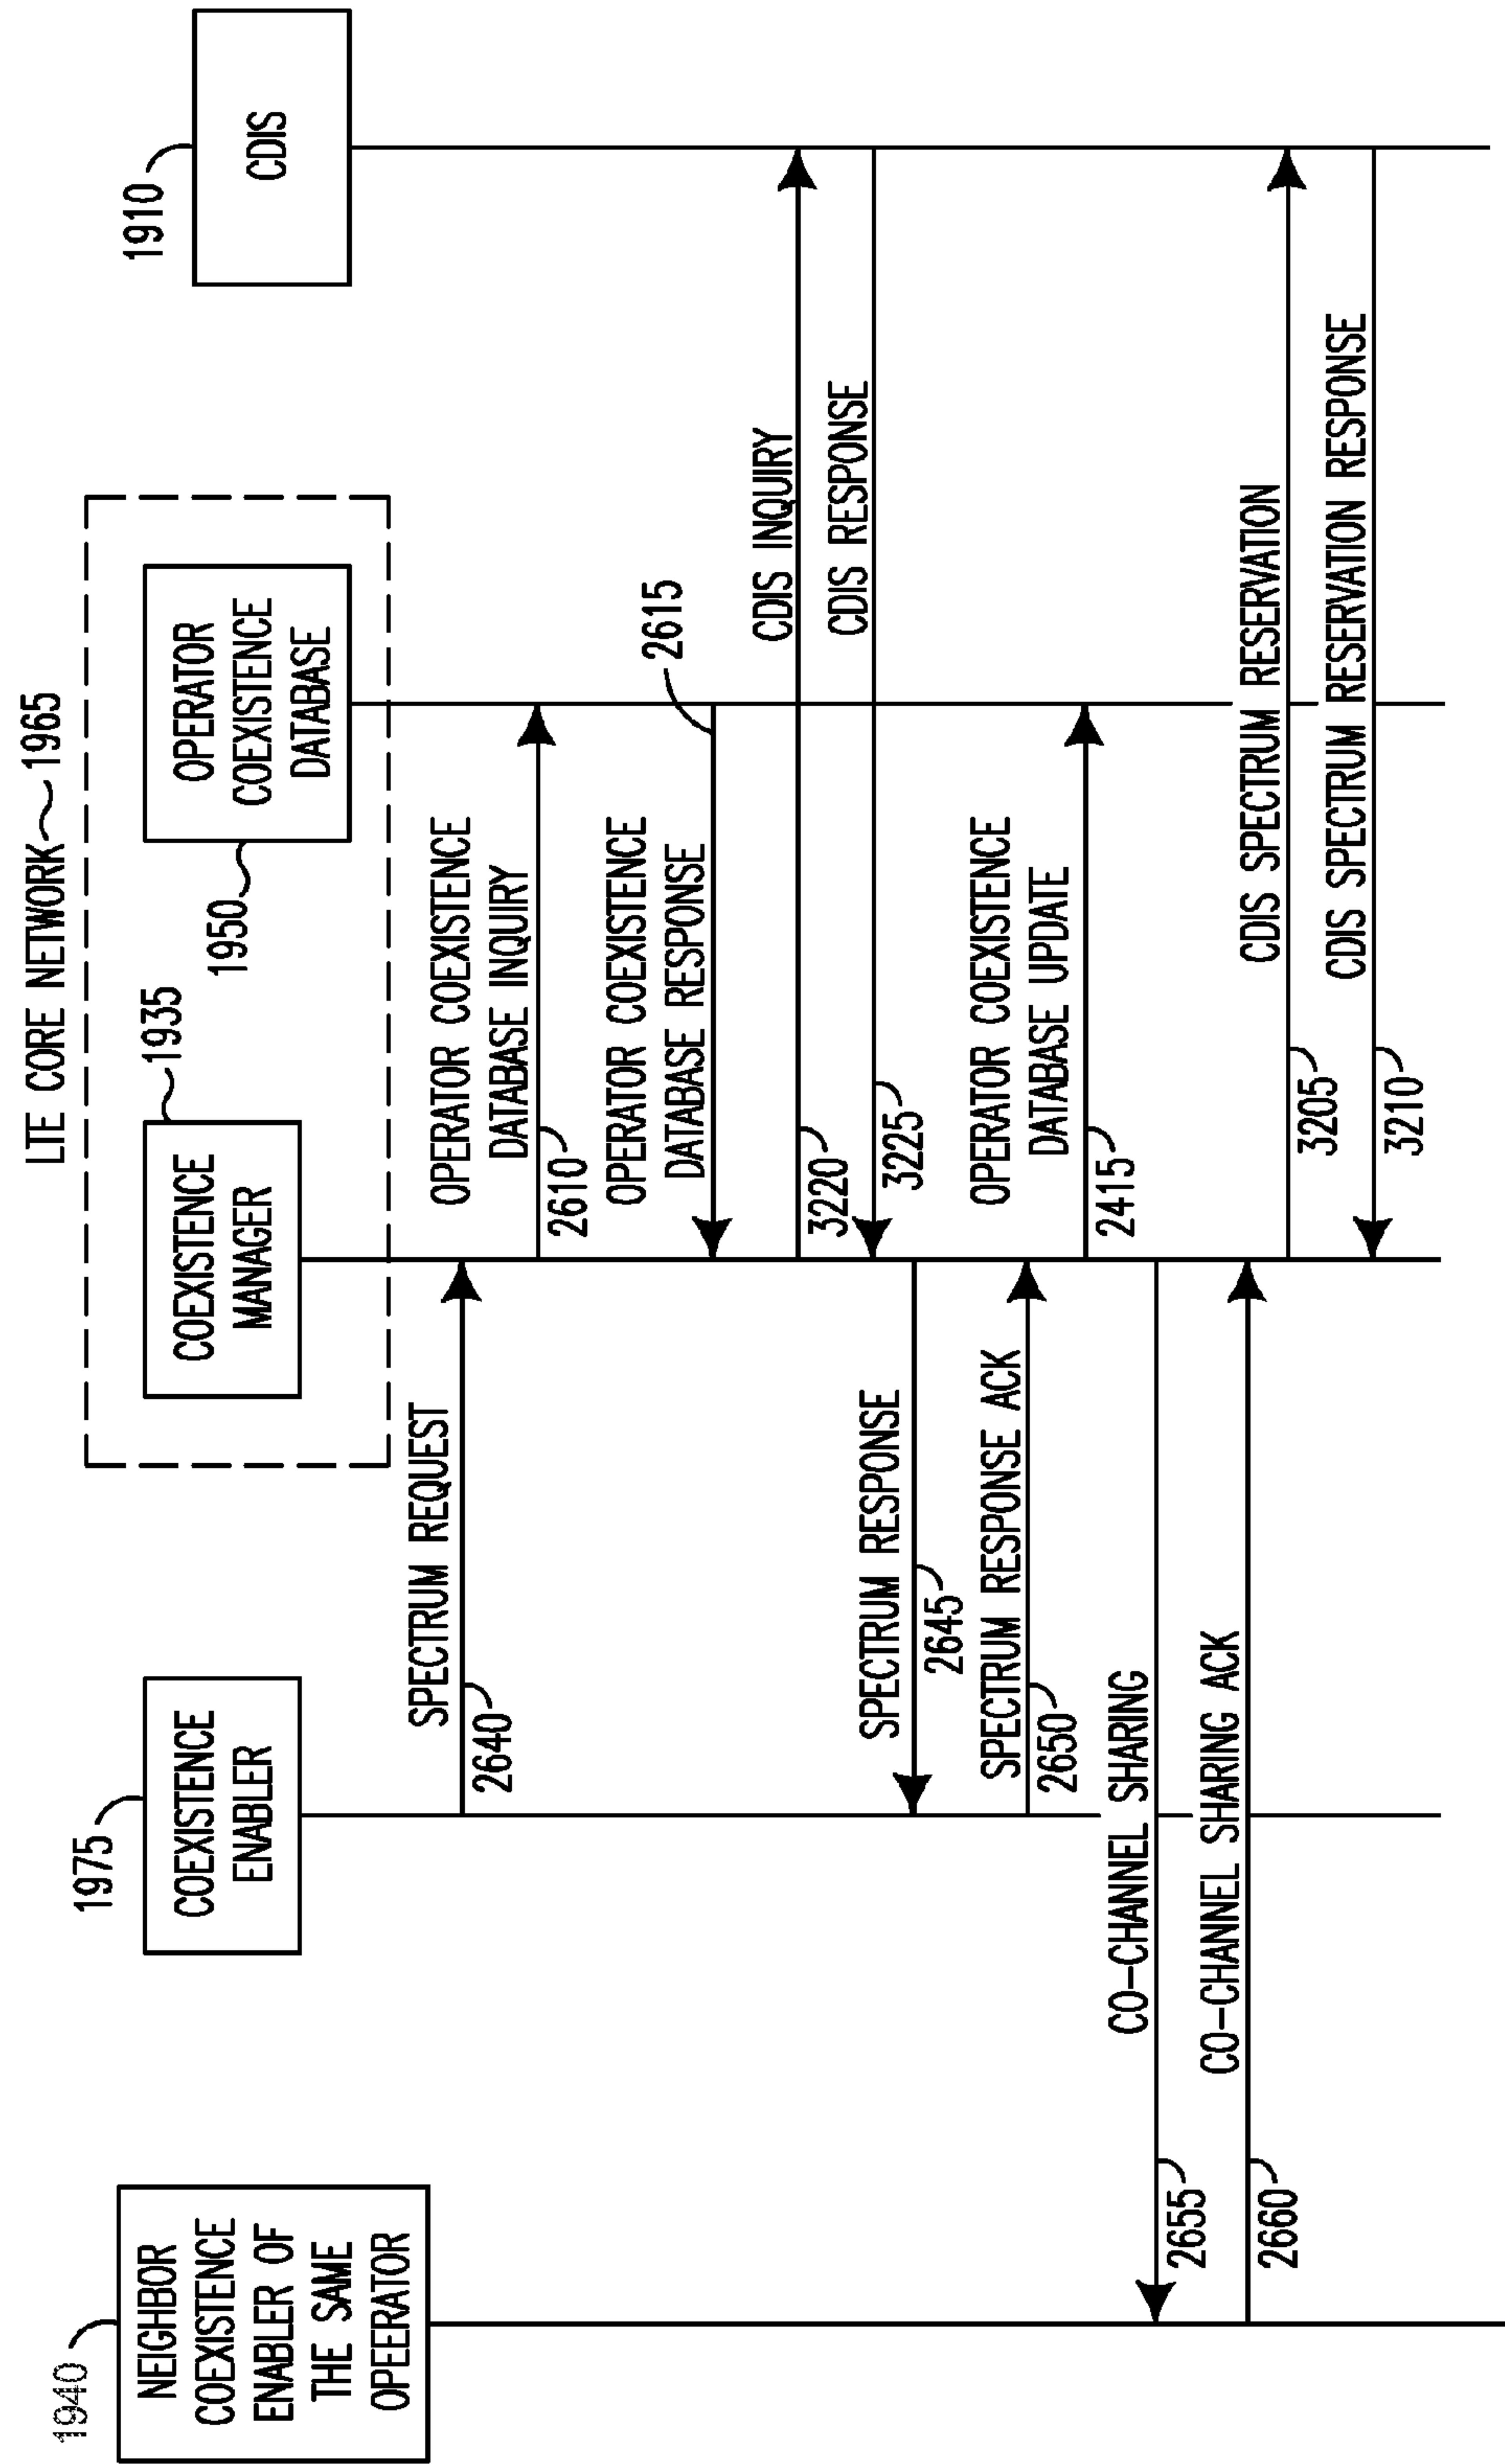 LTE CORE NETWORK 1965
1940
NEIGHBOR
COEXISTENCE
ENABLER OF
THE SAME
OPEERATOR
1975
COEXISTENCE
ENABLER
1935
COEXISTENCE
MANAGER
1950
OPERATOR
COEXISTENCE
DATABASE
1910
CDIS
SPECTRUM REQUEST
2640
OPERATOR COEXISTENCE
DATABASE INQUIRY
2610
OPERATOR COEXISTENCE
DATABASE RESPONSE
2615
CDIS INQUIRY
3220
CDIS RESPONSE
3225
SPECTRUM RESPONSE
2645
SPECTRUM RESPONSE ACK
2650
OPERATOR COEXISTENCE
DATABASE UPDATE
2415
CO-CHANNEL SHARING
2655
CO-CHANNEL SHARING ACK
2660
CDIS SPECTRUM RESERVATION
3205
CDIS SPECTRUM RESERVATION RESPONSE
3210